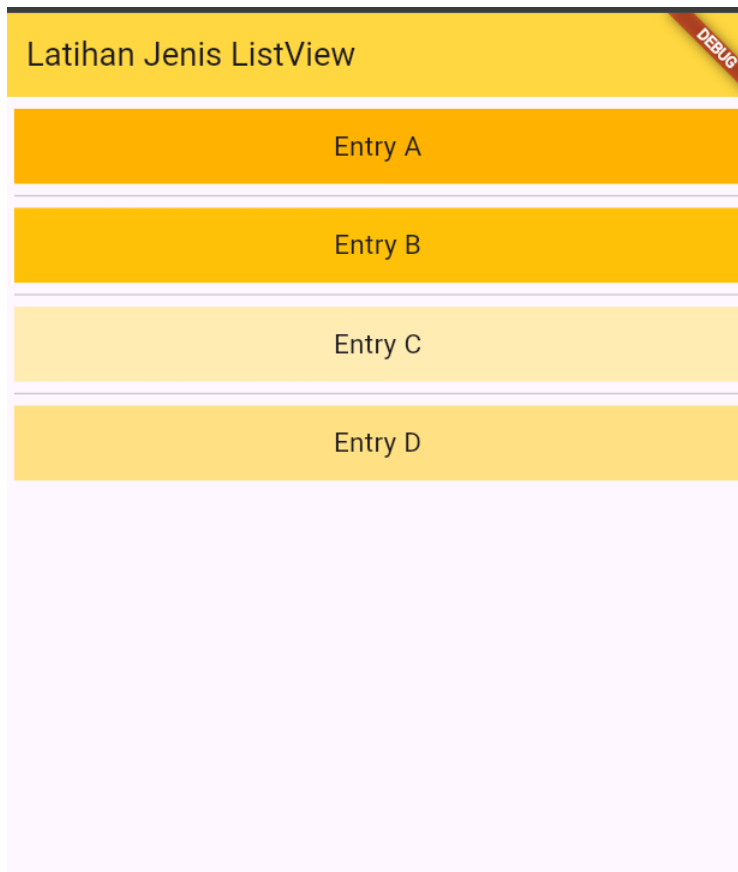 Latihan Jenis ListView
DEBUG
Entry A
Entry B
Entry C
Entry D